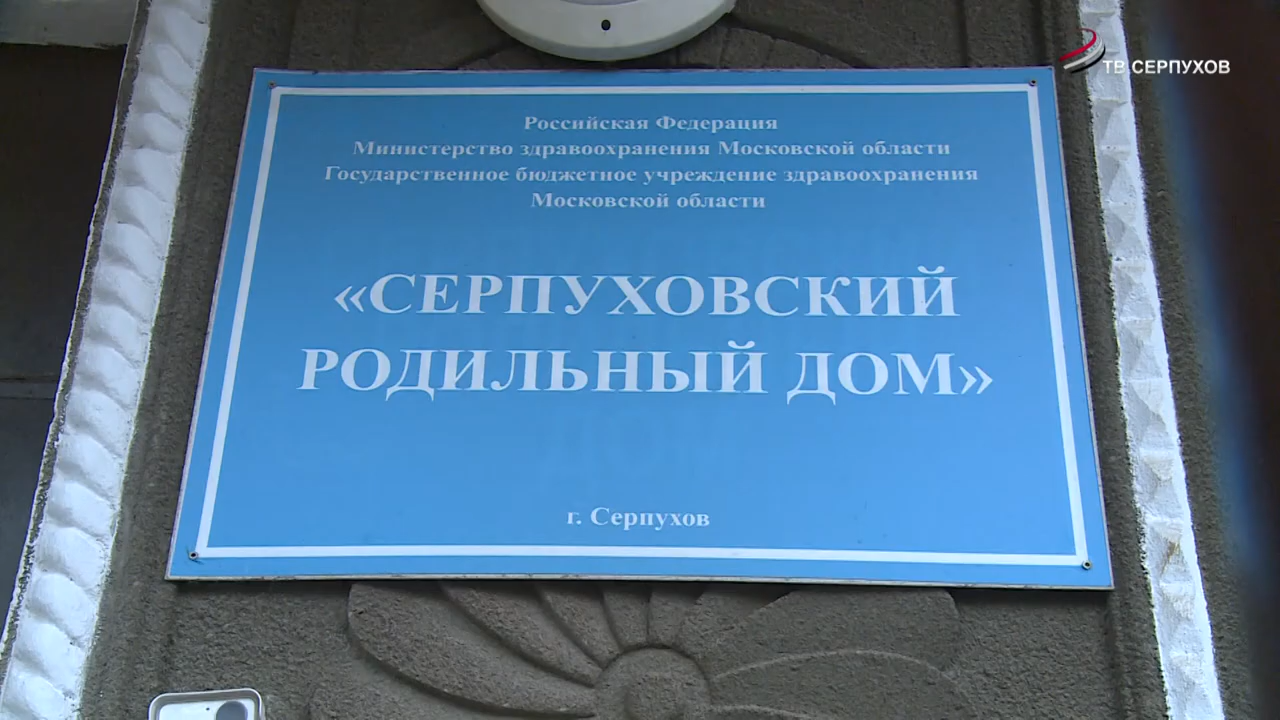 ТВ СЕРПУХОВ
Российская Федерация
Министерство здравоохранения Московской области
Государственное бюджетное учреждение здравоохранения
Московской области
«СЕРПУХОВСКИЙ
РОДИЛЬНЫЙ ДОМ»
г. Серпухов